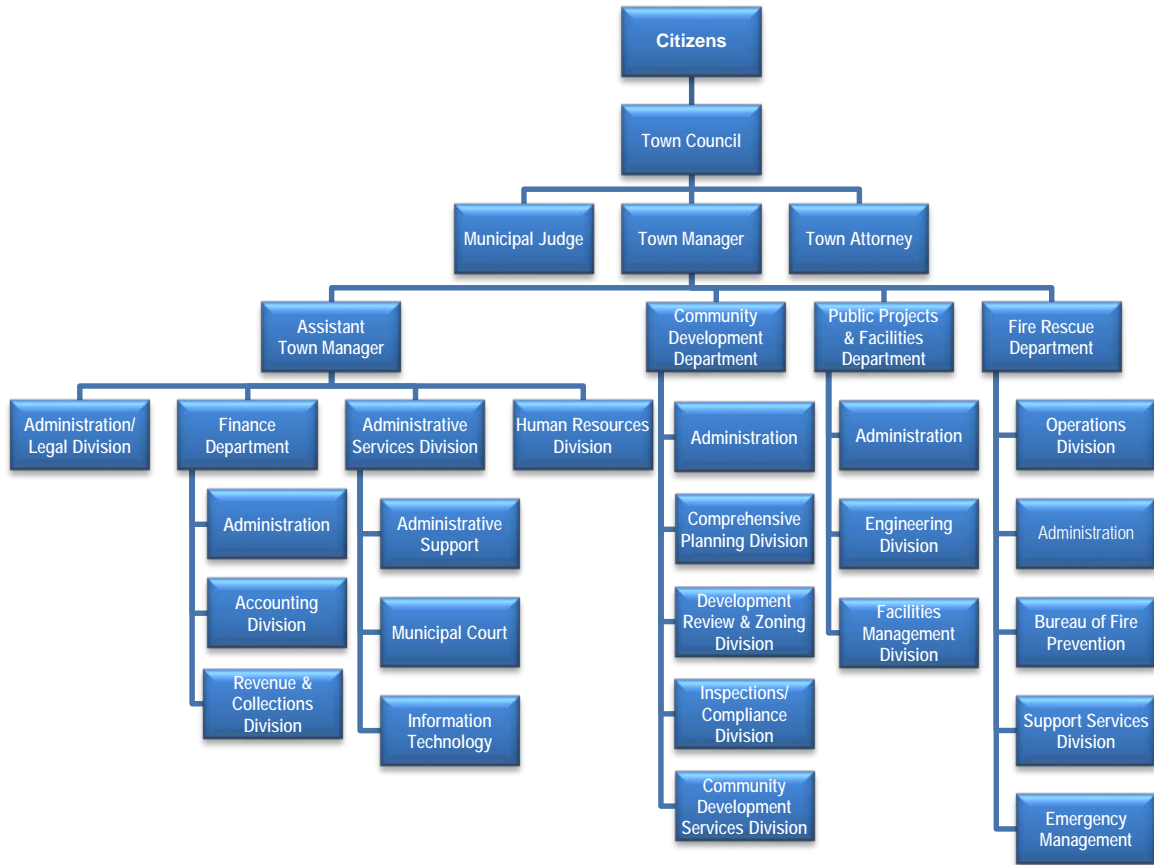 Citizens
Town Council
Municipal Judge
Town Manager
Town Attorney
Assistant
Town Manager
Community
Development
Department
Public Projects
& Facilities
Department
Fire Rescue
Department
Administration/
Legal Division
Finance
Department
Administrative
Services Division
Human Resources
Division
Administration
Accounting
Division
Revenue &
Collections
Division
Administrative
Support
Municipal Court
Information
Technology
Administration
Comprehensive
Planning Division
Development
Review & Zoning
Division
Inspections/
Compliance
Division
Community
Development
Services Division
Administration
Engineering
Division
Facilities
Management
Division
Operations
Division
Administration
Bureau of Fire
Prevention
Support Services
Division
Emergency
Management